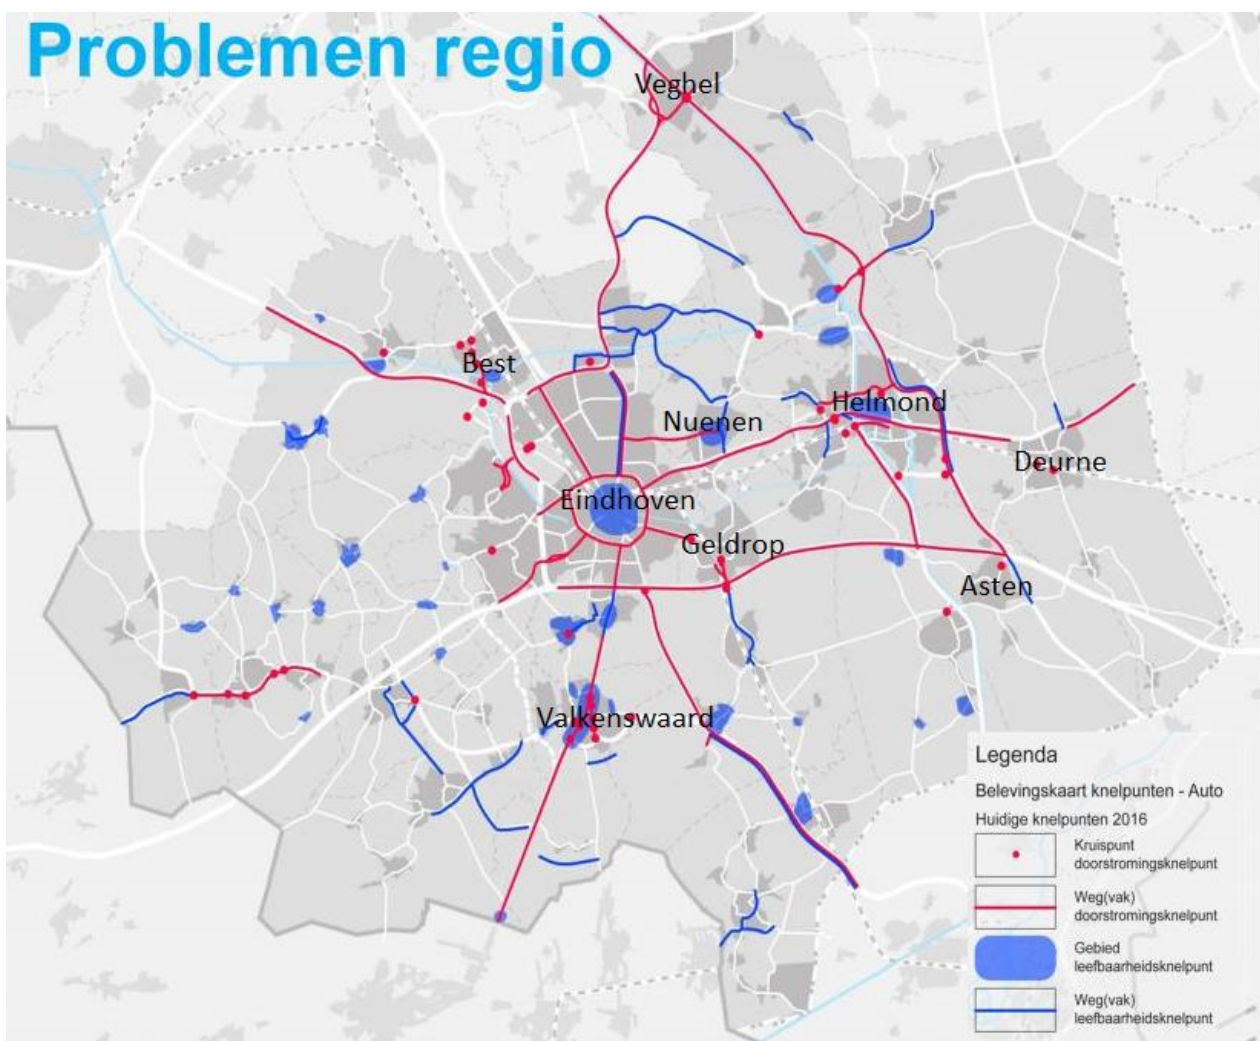 Problemen regio
Veghel
Best
Nuenen
Helmond
Deurne
Eindhoven
Geldrop
Asten
Valkenswaard
Legenda
Belevingskaart knelpunten - Auto
Huidige knelpunten 2016
Kruispunt
doorstromingsknelpunt
Weg(vak)
doorstromingsknelpunt
Gebied
leefbaarheidsknelpunt
Weg(vak)
leefbaarheidsknelpunt